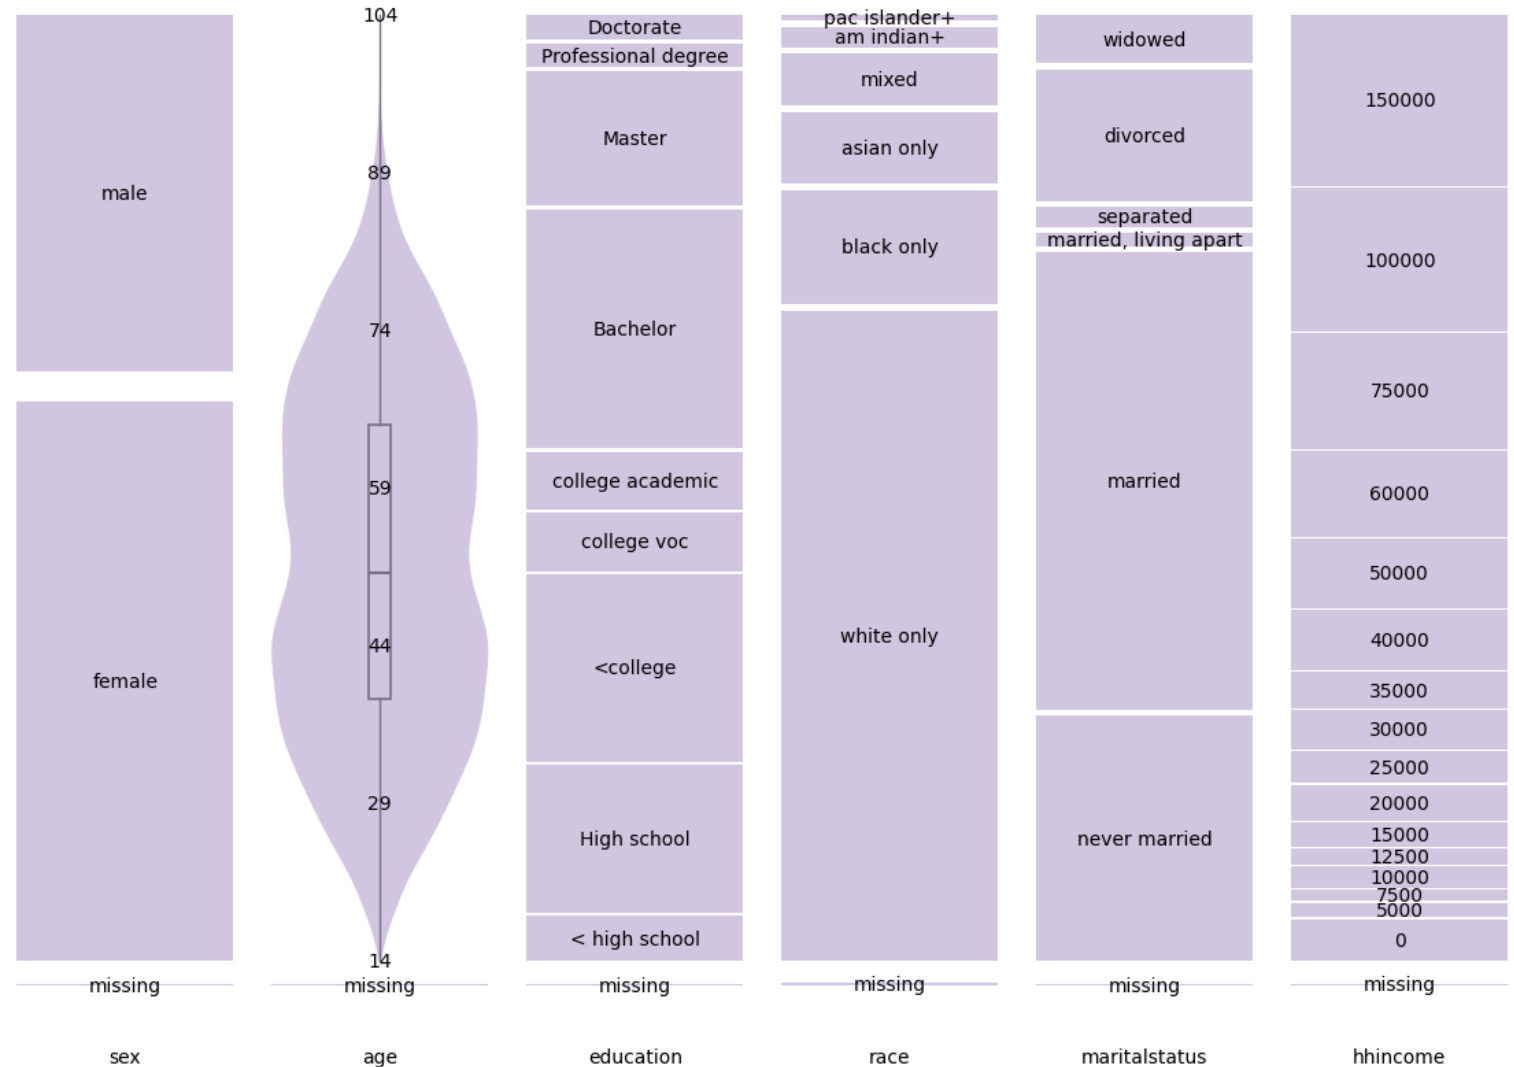 male
female
missing
sex
104
89
74
59
44
29
14
missing
age
Doctorate
Professional degree
Master
Bachelor
college academic
college voc
<college
High school
< high school
missing
education
pac islander+
am indian+
mixed
asian only
black only
white only
missing
race
widowed
divorced
separated
married, living apart
married
never married
missing
maritalstatus
150000
100000
75000
60000
50000
40000
35000
30000
25000
20000
15000
12500
10000
7500
5000
0
missing
hhincome